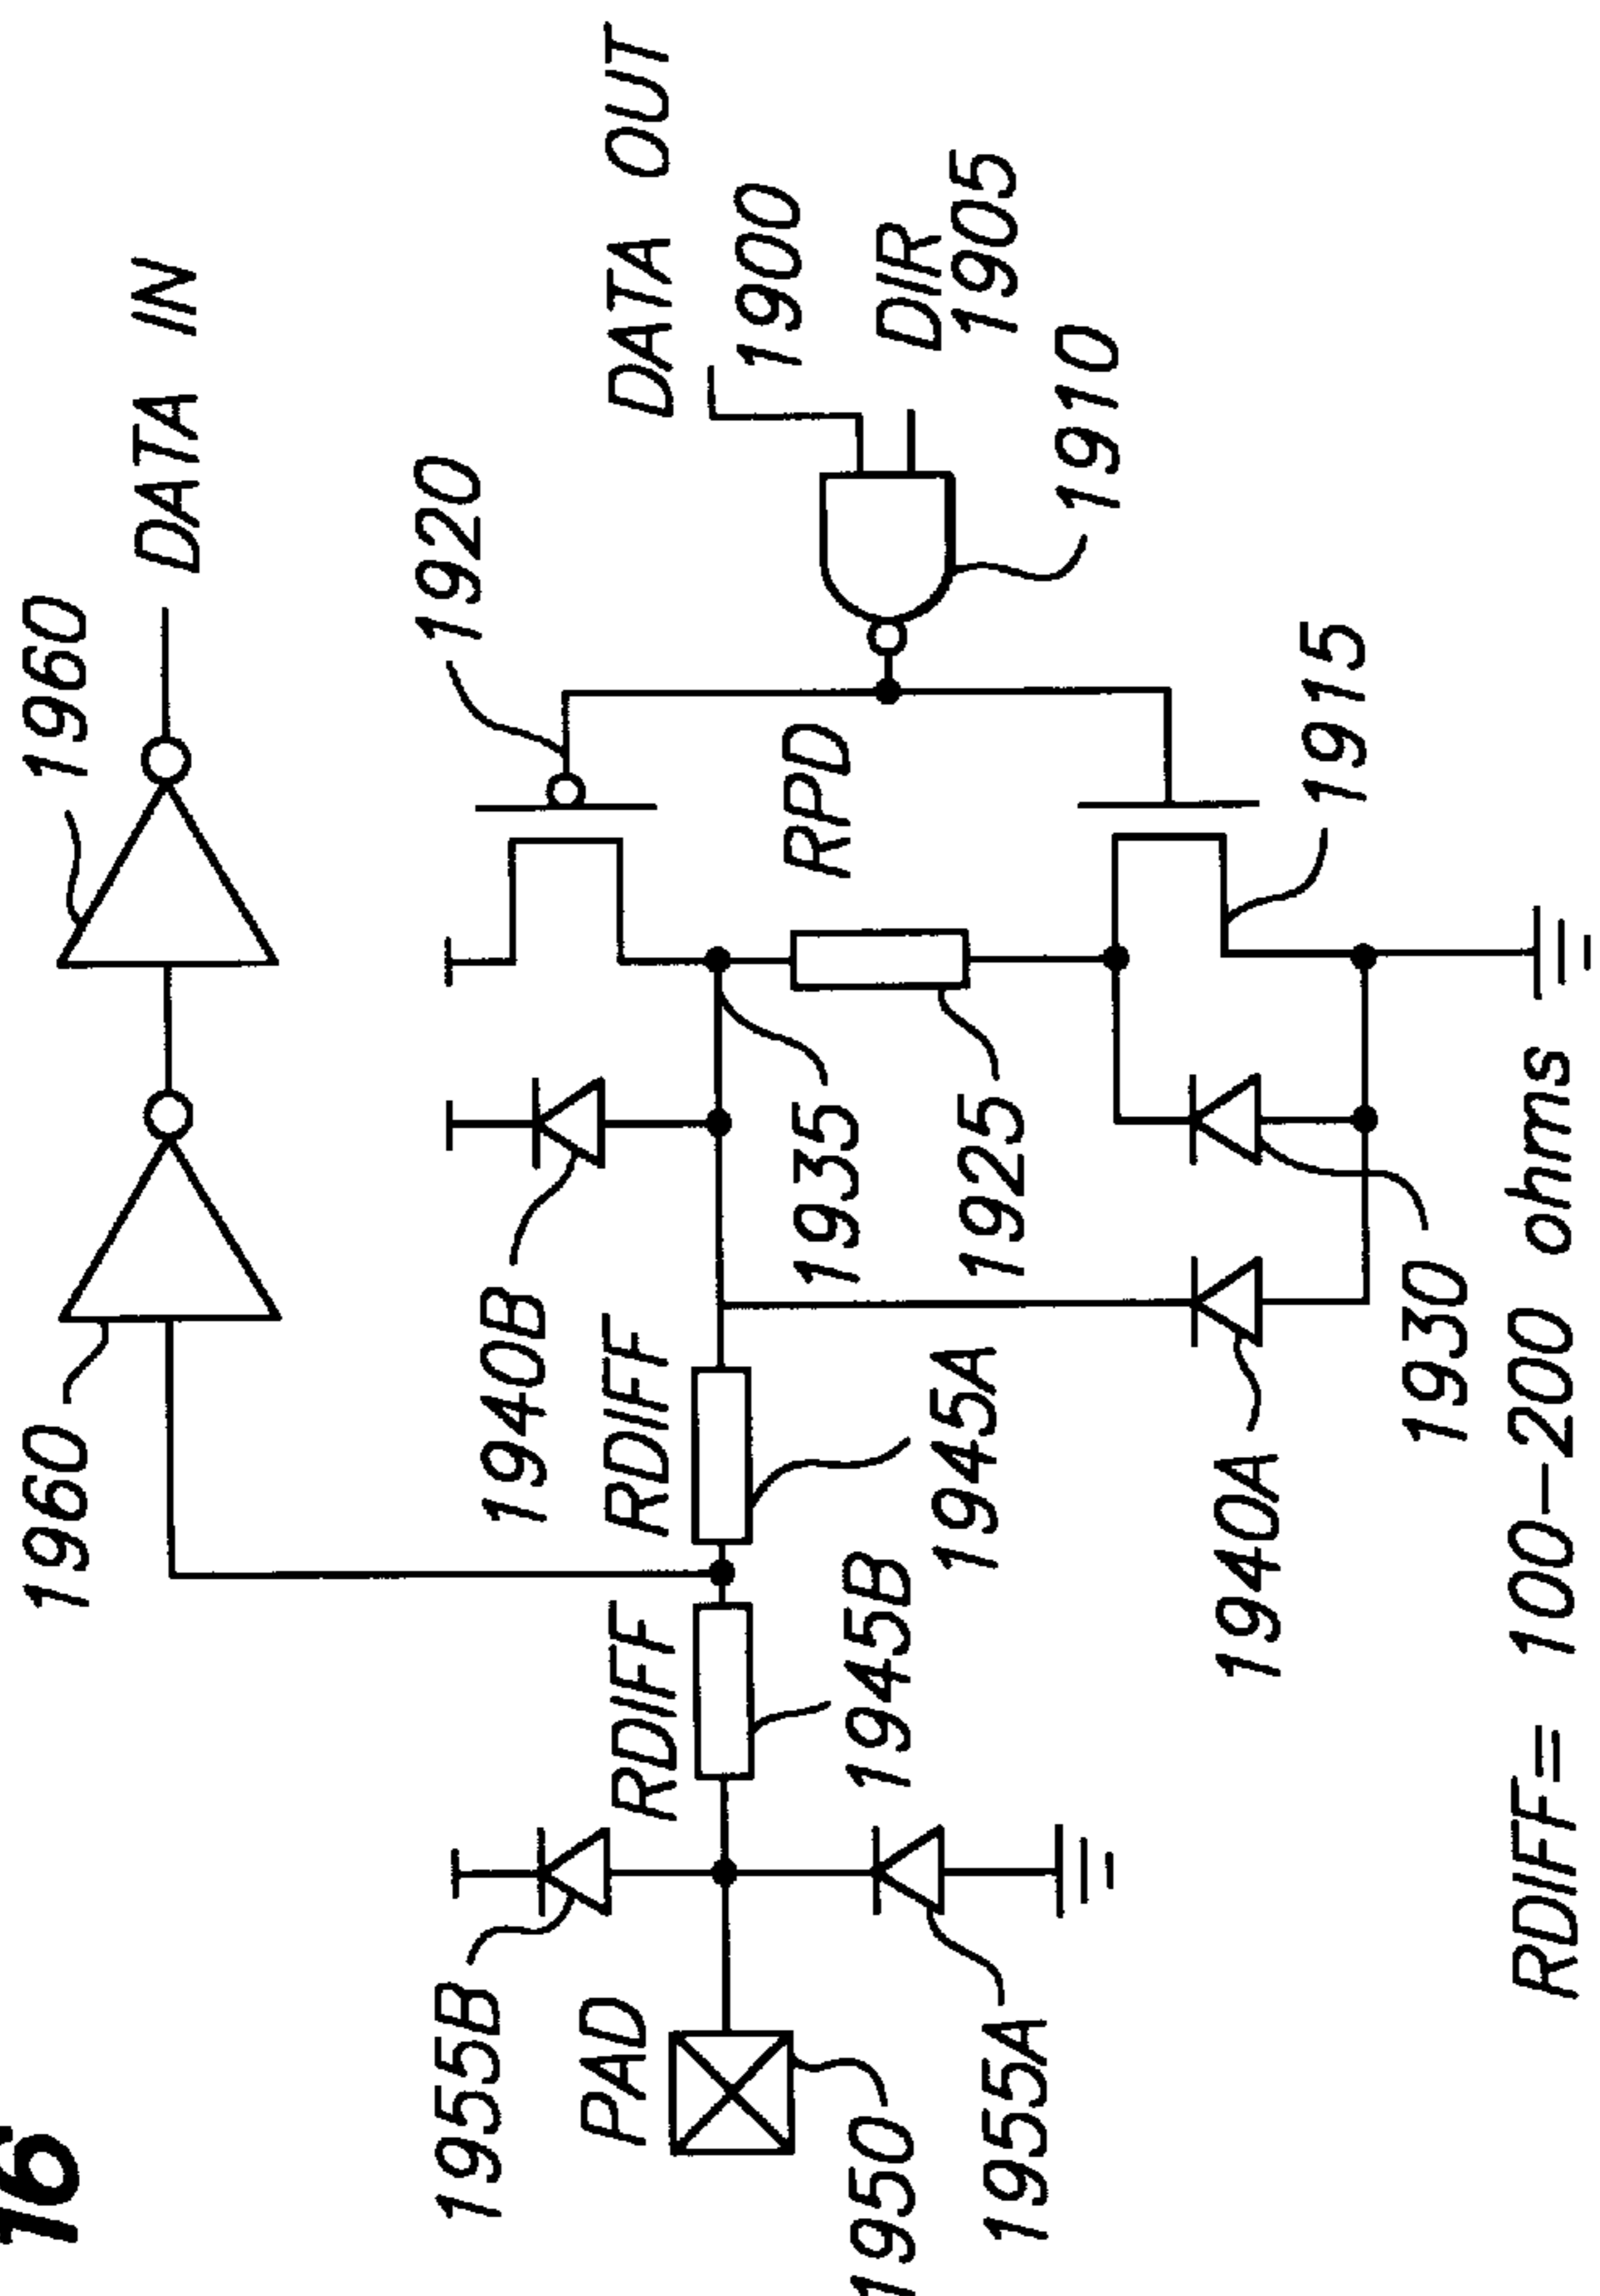 16
1960
1960
DATA IN
1955B
1940B
1920
PAD
RDIFF
RDIFF
DATA OUT
1900
RPD
1935
1950
1945B
1945A
1925
DIR
1905
1910
1955A
1940A
1930
1915
RDIFF= 100–200 ohms